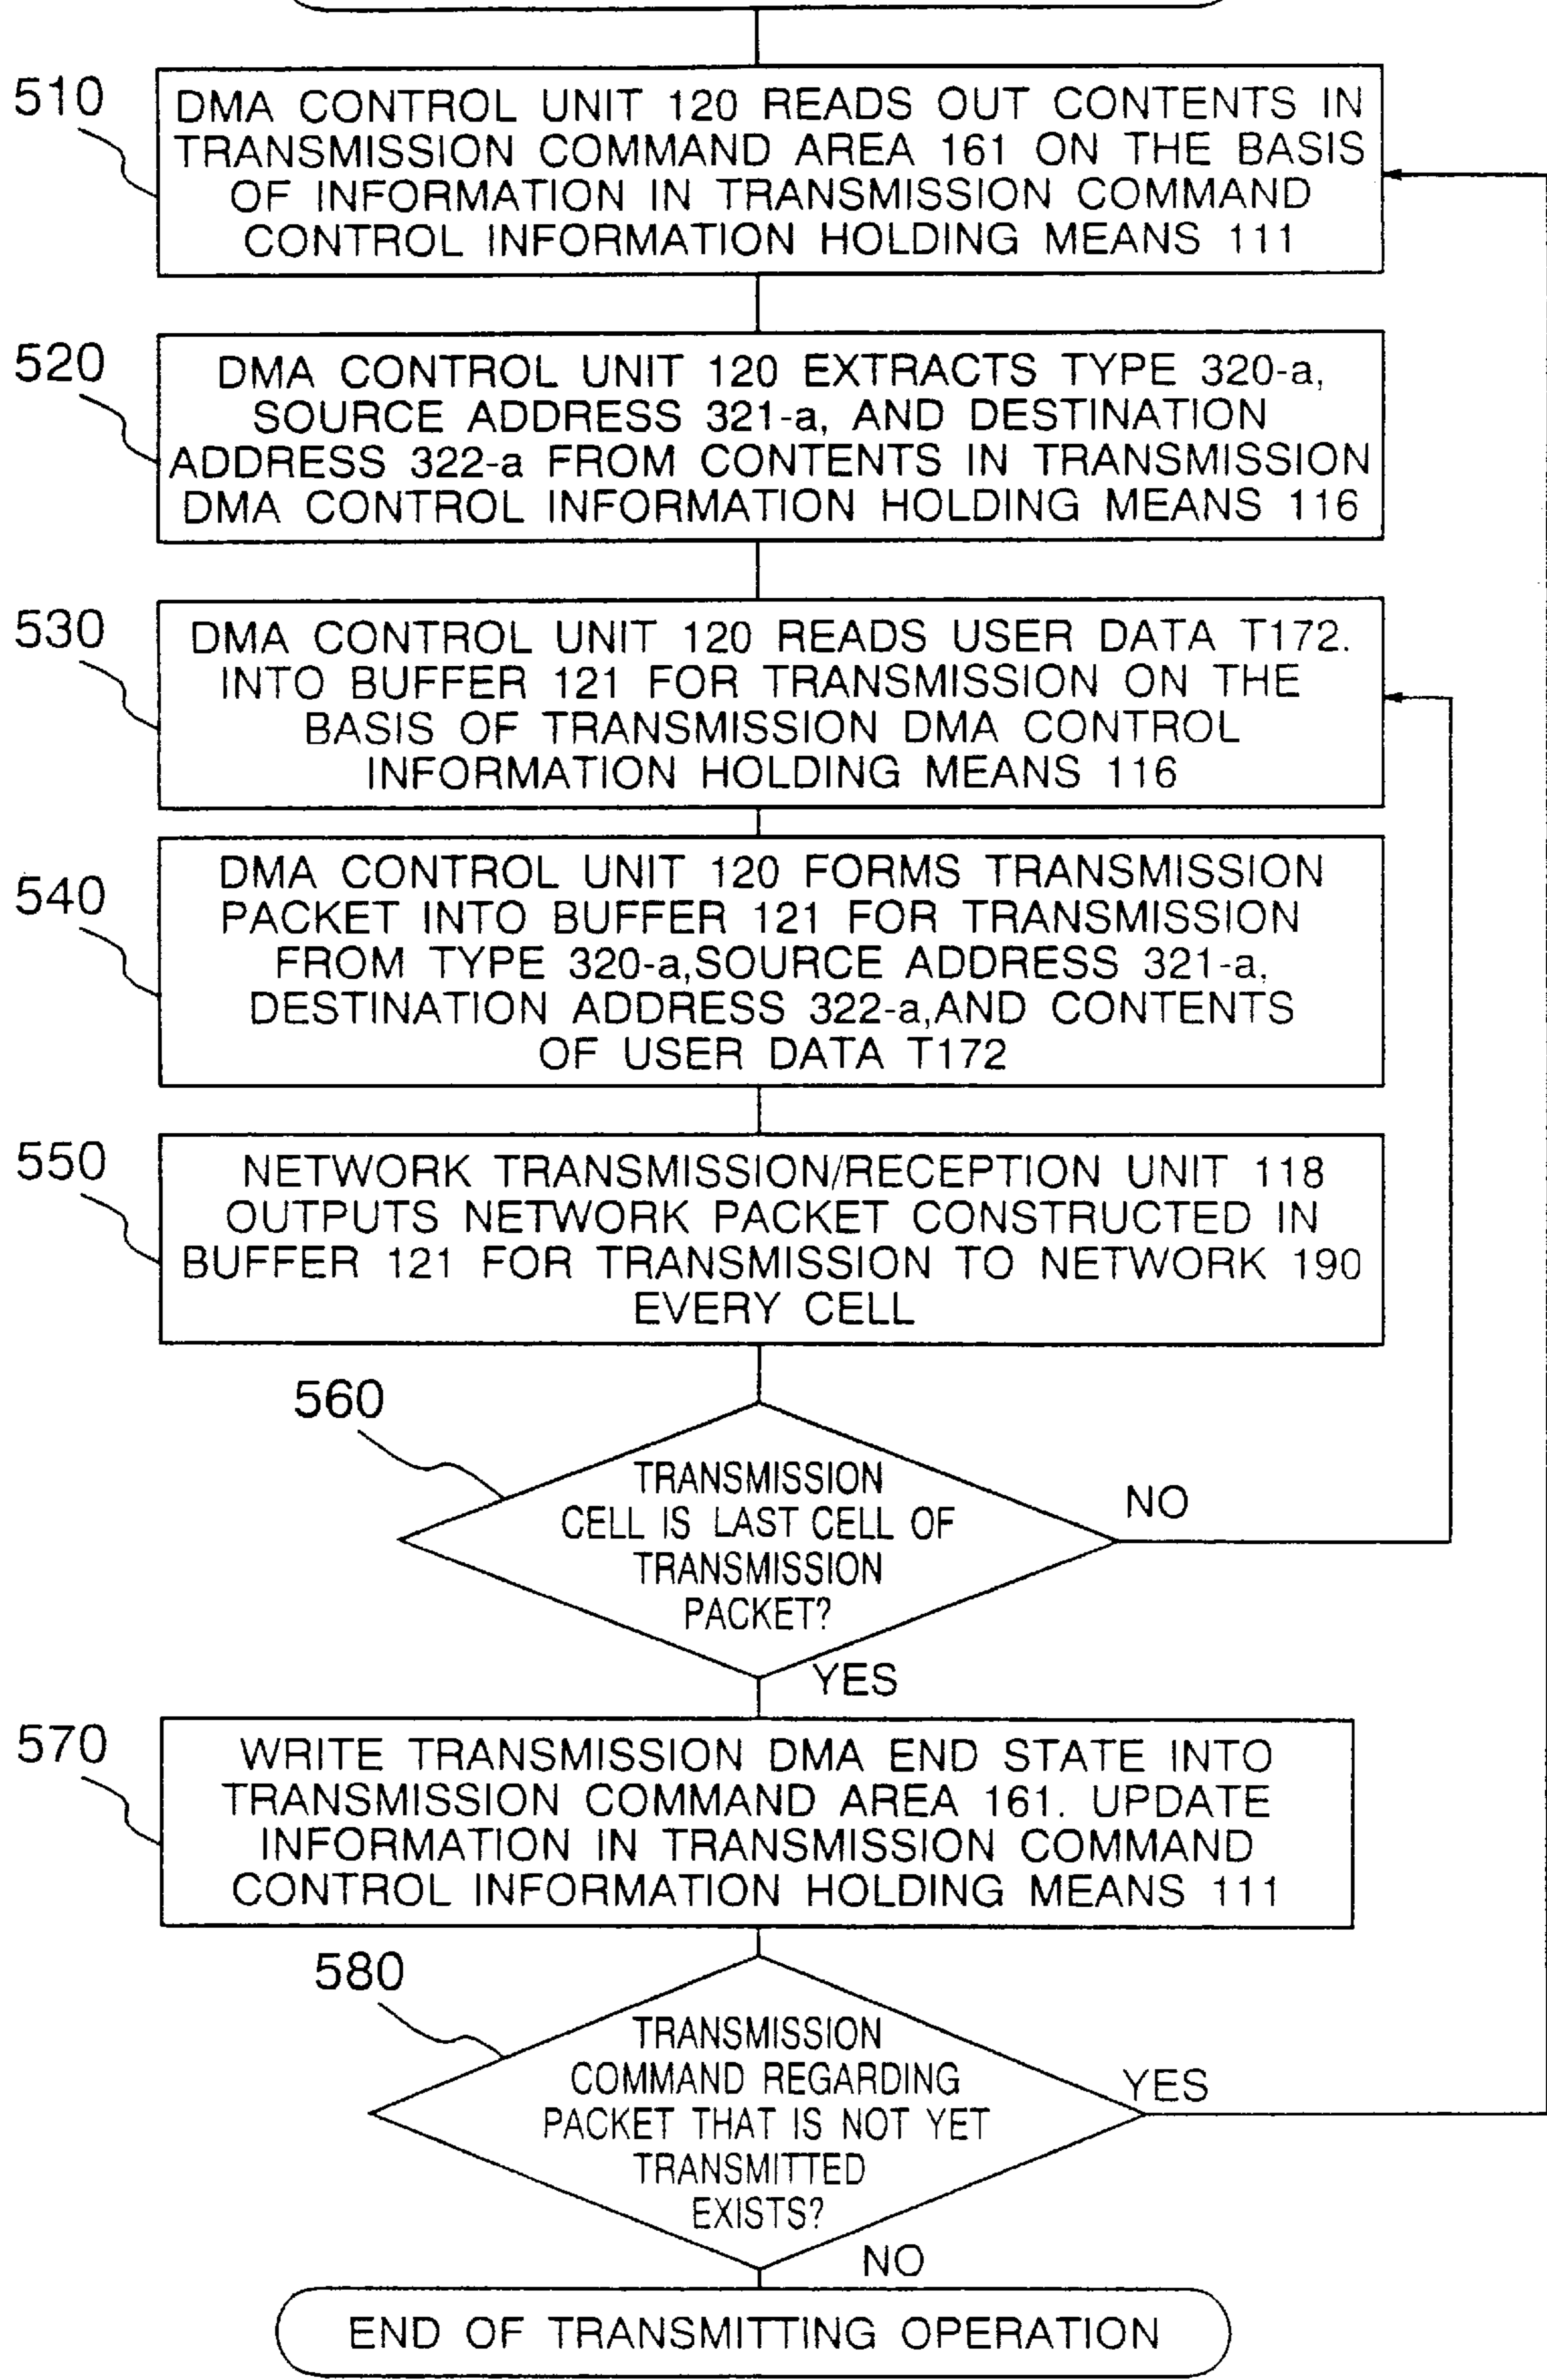 510
DMA CONTROL UNIT 120 READS OUT CONTENTS IN
TRANSMISSION COMMAND AREA 161 ON THE BASIS
OF INFORMATION IN TRANSMISSION COMMAND
CONTROL INFORMATION HOLDING MEANS 111
520
DMA CONTROL UNIT 120 EXTRACTS TYPE 320-a,
SOURCE ADDRESS 321-a, AND DESTINATION
ADDRESS 322-a FROM CONTENTS IN TRANSMISSION
DMA CONTROL INFORMATION HOLDING MEANS 116
530
DMA CONTROL UNIT 120 READS USER DATA T172.
INTO BUFFER 121 FOR TRANSMISSION ON THE
BASIS OF TRANSMISSION DMA CONTROL
INFORMATION HOLDING MEANS 116
540
DMA CONTROL UNIT 120 FORMS TRANSMISSION
PACKET INTO BUFFER 121 FOR TRANSMISSION
FROM TYPE 320-a,SOURCE ADDRESS 321-a,
DESTINATION ADDRESS 322-a,AND CONTENTS
OF USER DATA T172
550
NETWORK TRANSMISSION/RECEPTION UNIT 118
OUTPUTS NETWORK PACKET CONSTRUCTED IN
BUFFER 121 FOR TRANSMISSION TO NETWORK 190
EVERY CELL
560
TRANSMISSION
CELL IS LAST CELL OF
TRANSMISSION
PACKET?
NO
YES
570
WRITE TRANSMISSION DMA END STATE INTO
TRANSMISSION COMMAND AREA 161. UPDATE
INFORMATION IN TRANSMISSION COMMAND
CONTROL INFORMATION HOLDING MEANS 111
580
TRANSMISSION
COMMAND REGARDING
PACKET THAT IS NOT YET
TRANSMITTED
EXISTS?
YES
NO
END OF TRANSMITTING OPERATION